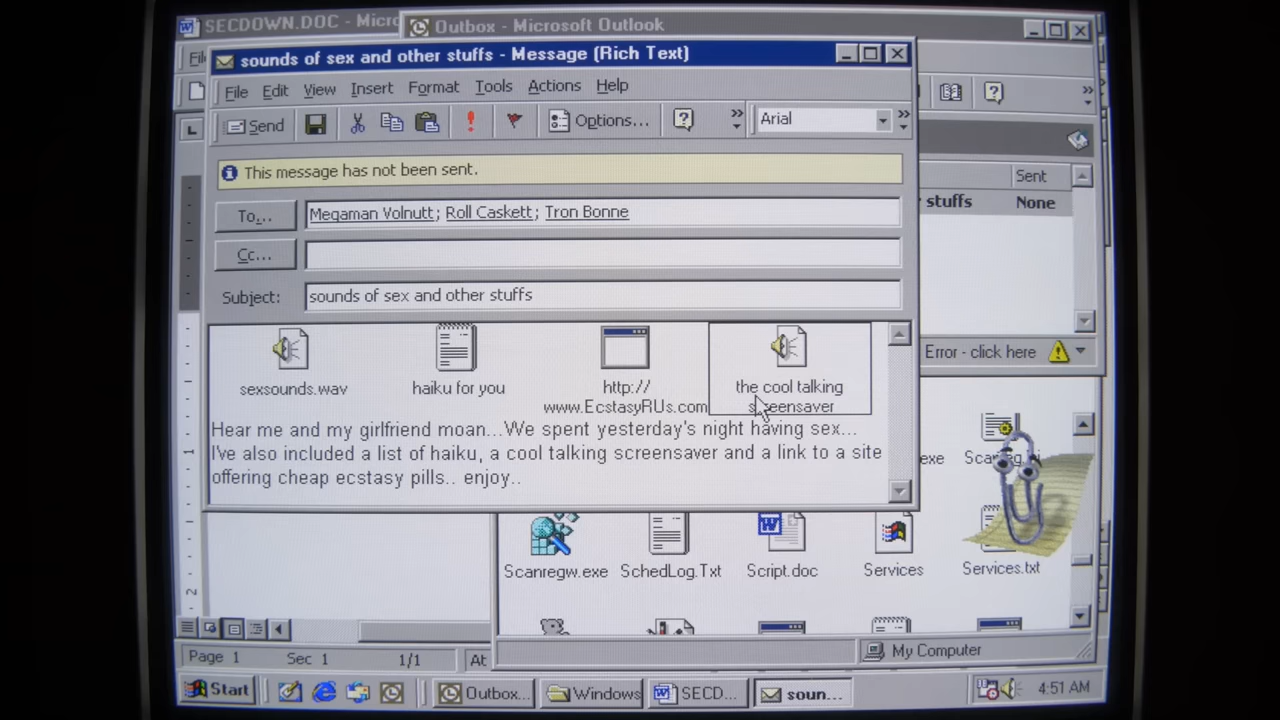 SECDOWN.DOC - Micro
Outbox - Microsoft Outlook
sounds of sex and other stuffs - Message (Rich Text)
File Edit View Insert Format Tools Actions Help
Send Options... Arial
This message has not been sent.
To... Megaman Volnutt; Roll Caskett; Tron Bonne
Cc...
Subject: sounds of sex and other stuffs
Sent
stuffs None
sexsounds.wav
haiku for you
http://
www.EcstasyRUs.com
the cool talking
screensaver
Hear me and my girlfriend moan...We spent yesterday's night having sex...
I've also included a list of haiku, a cool talking screensaver and a link to a site
offering cheap ecstasy pills.. enjoy..
Error - click here
exe
Scanregw.exe SchedLog.Txt Script.doc Services Services.txt
Page 1 Sec 1 1/1 At
My Computer
Start Outbox... Windows SECD... soun... 4:51 AM